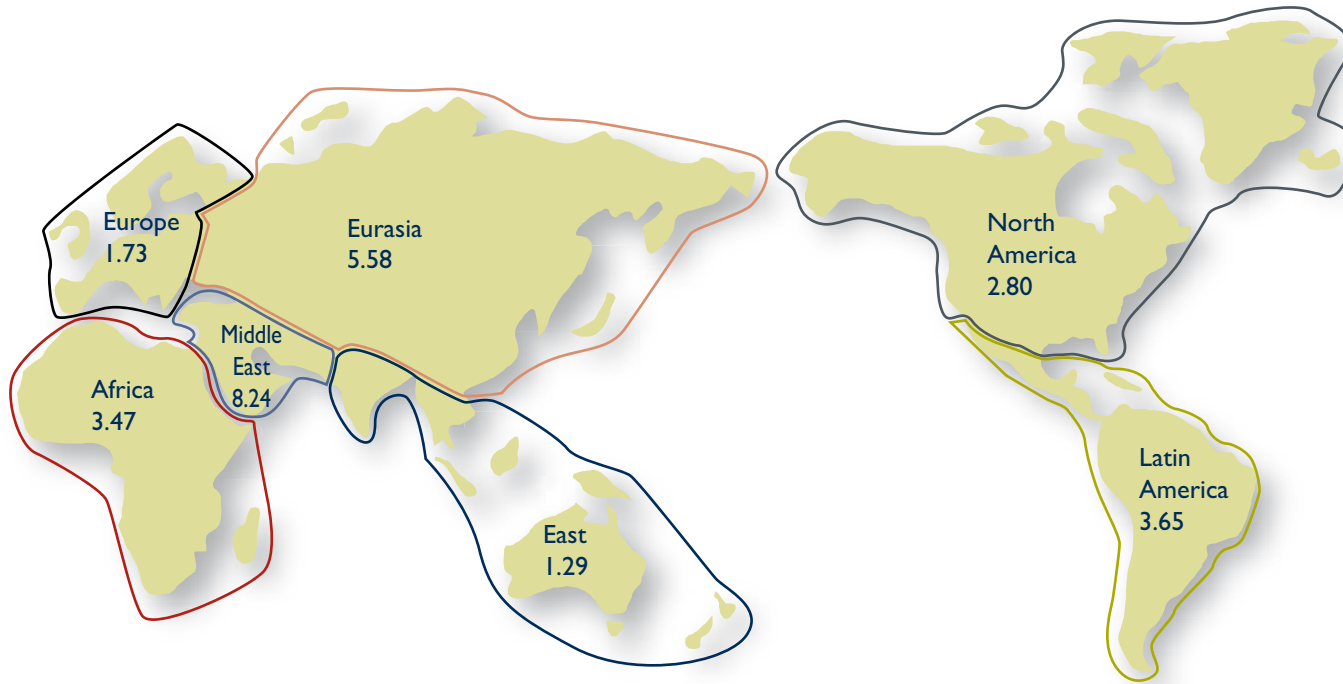 Europe
1.73
Eurasia
5.58
North
America
2.80
Middle
East
8.24
Africa
3.47
Latin
America
3.65
East
1.29